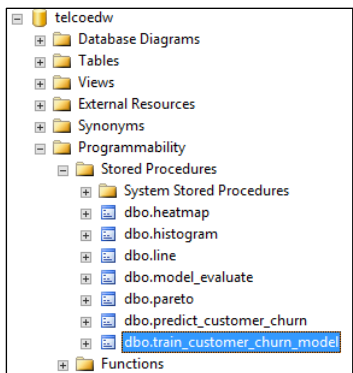 telcoedw
Database Diagrams
Tables
Views
External Resources
Synonyms
Programmability
Stored Procedures
System Stored Procedures
dbo.heatmap
dbo.histogram
dbo.line
dbo.model_evaluate
dbo.pareto
dbo.predict_customer_churn
dbo.train_customer_churn_model
Functions